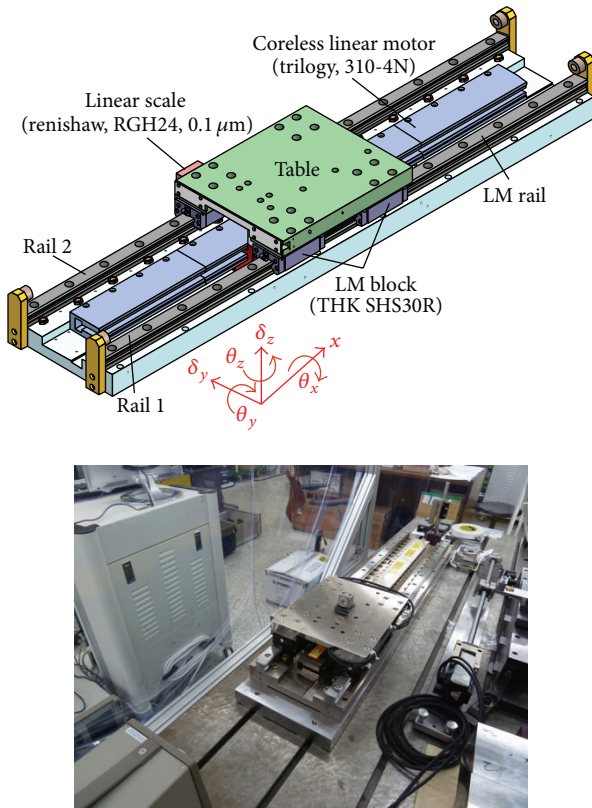 Coreless linear motor
(trilogy, 310-4N)
Linear scale
(renishaw, RGH24, 0.1 μm)
Table
LM rail
Rail 2
LM block
(THK SHS30R)
δz
x
θz
δy
θx
θy
Rail 1